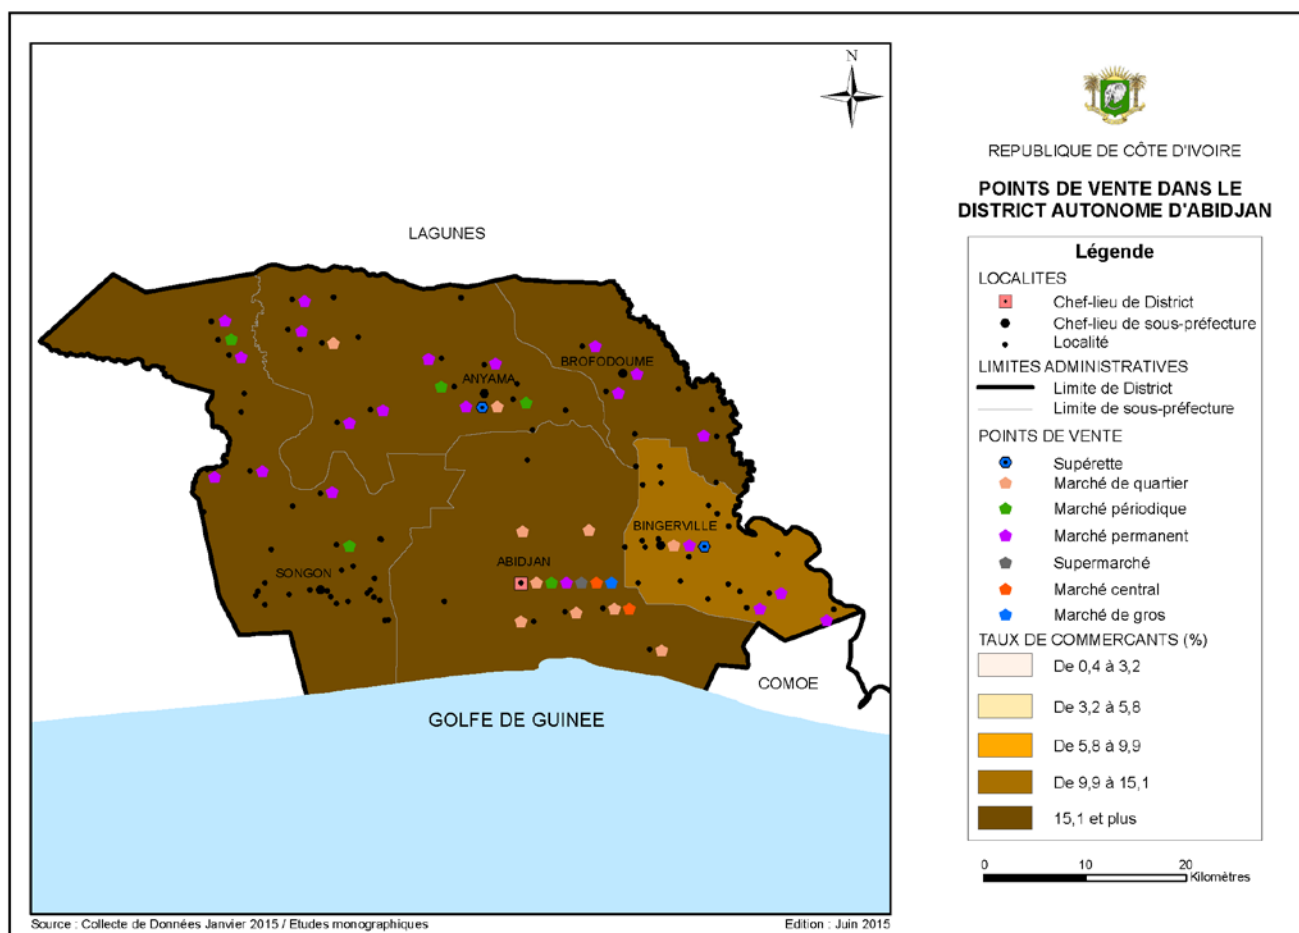 N
LAGUNES
BROFODOUME
ANYAMA
BINGERVILLE
ABIDJAN
SONGON
COMOE
GOLFE DE GUINEE
Source : Collecte de Données Janvier 2015 / Etudes monographiques
Edition : Juin 2015
REPUBLIQUE DE CÔTE D'IVOIRE
POINTS DE VENTE DANS LE
DISTRICT AUTONOME D'ABIDJAN
Légende
LOCALITES
Chef-lieu de District
Chef-lieu de sous-préfecture
Localité
LIMITES ADMINISTRATIVES
Limite de District
Limite de sous-préfecture
POINTS DE VENTE
Supérette
Marché de quartier
Marché périodique
Marché permanent
Supermarché
Marché central
Marché de gros
TAUX DE COMMERCANTS (%)
De 0,4 à 3,2
De 3,2 à 5,8
De 5,8 à 9,9
De 9,9 à 15,1
15,1 et plus
0 10 20
Kilomètres